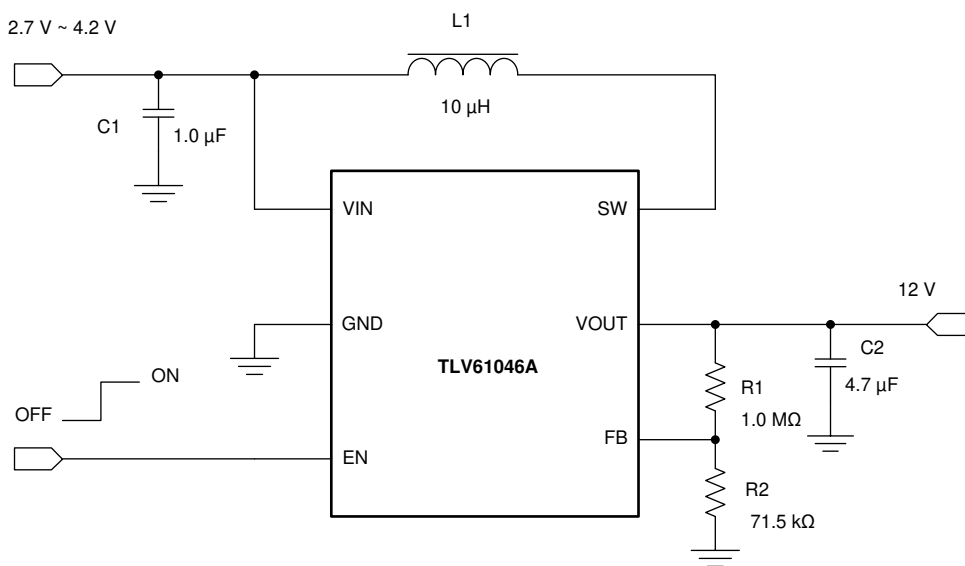 2.7 V ~ 4.2 V
L1
10 µH
C1
1.0 µF
VIN
SW
GND
VOUT
12 V
TLV61046A
C2
4.7 µF
R1
1.0 MΩ
ON
OFF
FB
EN
R2
71.5 kΩ